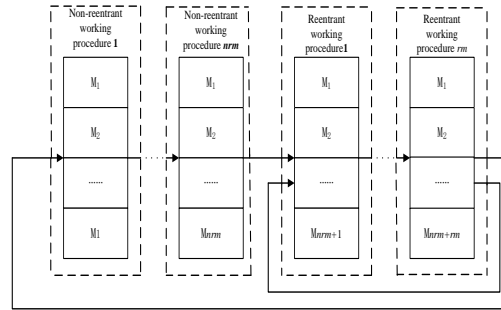 Non-reentrant
working
procedure 1
M1
M2
......
M1
Non-reentrant
working
procedure nrm
M1
M2
......
Mnrm
Reentrant
working
procedure1
M1
M2
......
Mnrm+1
Reentrant
working
procedure rm
M1
M2
......
Mnrm+rm